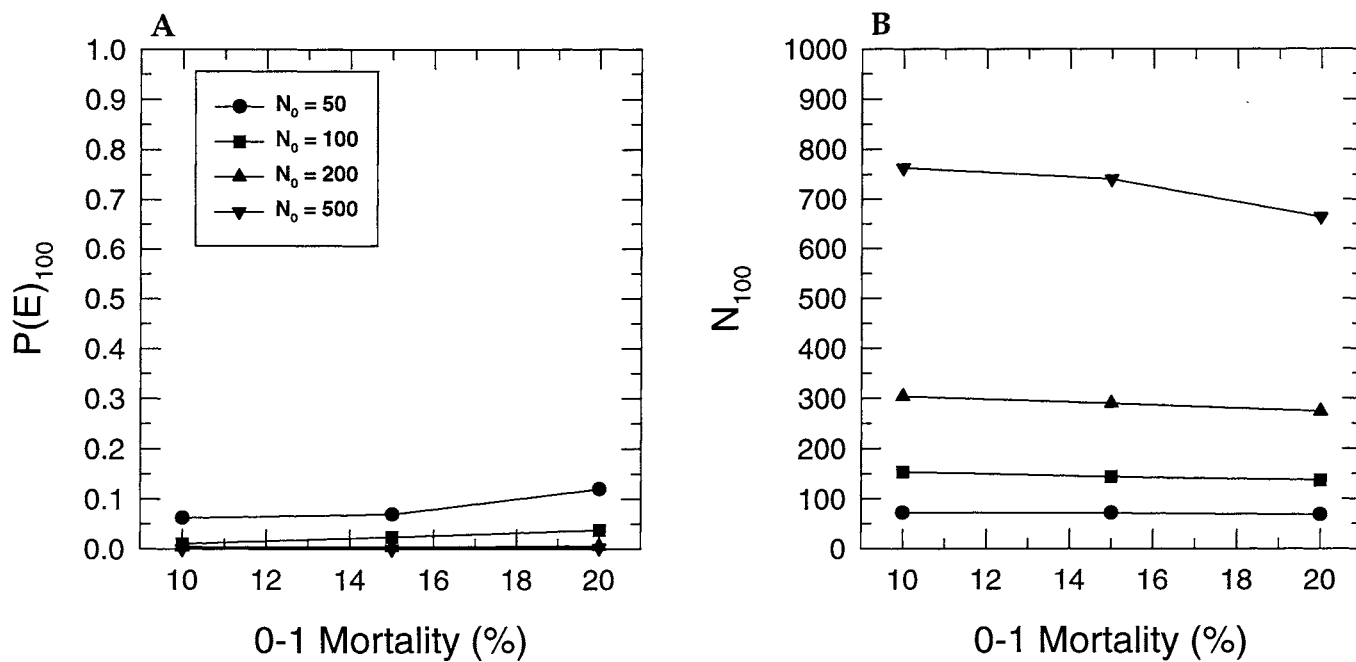 A
1.0
0.9
0.8
0.7
0.6
0.5
0.4
0.3
0.2
0.1
0.0
P(E)100
N0 = 50
N0 = 100
N0 = 200
N0 = 500
10 12 14 16 18 20
0-1 Mortality (%)
B
1000
900
800
700
600
500
400
300
200
100
0
N100
10 12 14 16 18 20
0-1 Mortality (%)